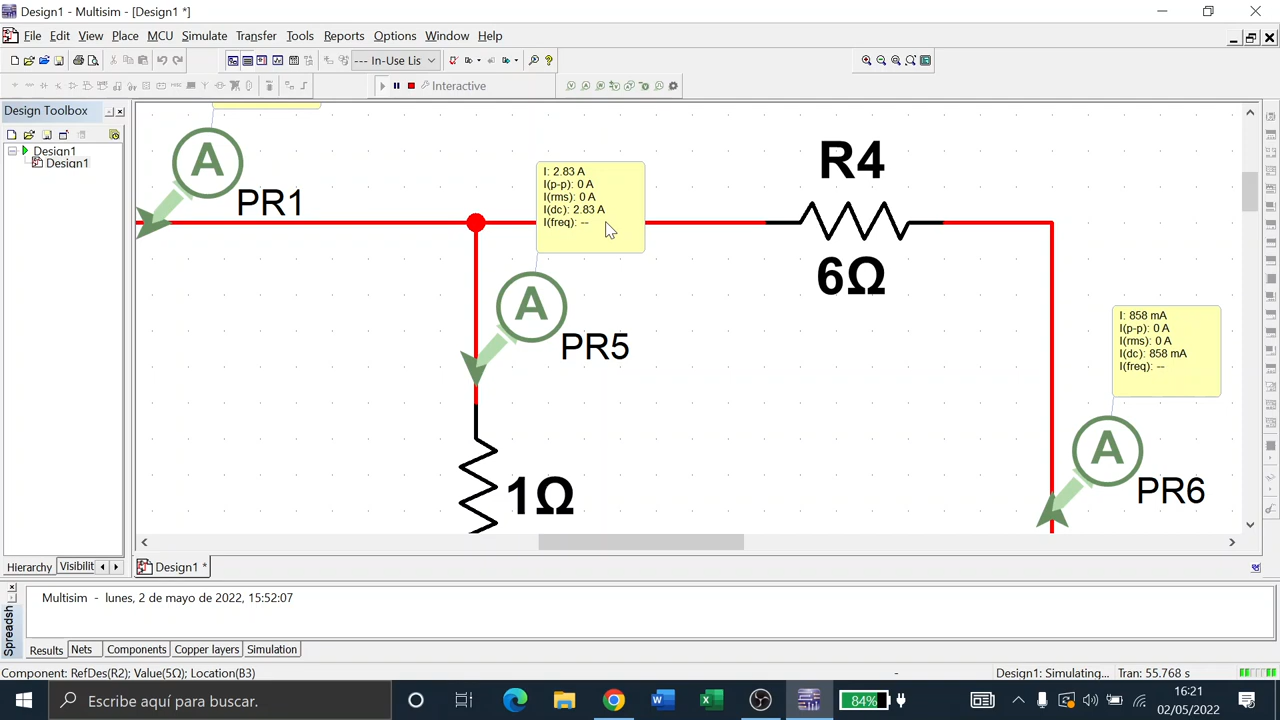 Design1 - Multisim - [Design1 *]
File Edit View Place MCU Simulate Transfer Tools Reports Options Window Help
--- In-Use Lis
Interactive
Design Toolbox
Design1
Design1
A
PR1
I: 2.83 A
I(p-p): 0 A
I(rms): 0 A
I(dc): 2.83 A
I(freq): --
R4
6Ω
A
PR5
I: 858 mA
I(p-p): 0 A
I(rms): 0 A
I(dc): 858 mA
I(freq): --
A
PR6
1Ω
Hierarchy Visibilit
Design1 *
Spreadsh
Multisim - lunes, 2 de mayo de 2022, 15:52:07
Results Nets Components Copper layers Simulation
Component: RefDes(R2); Value(5Ω); Location(B3)
-
Design1: Simulating...
Tran: 55.768 s
Escribe aquí para buscar.
84%
16:21
02/05/2022